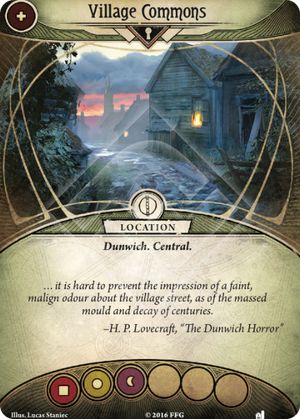 Village Commons
LOCATION
Dunwich. Central.
… it is hard to prevent the impression of a faint,
malign odour about the village street, as of the massed
mould and decay of centuries.
–H. P. Lovecraft, “The Dunwich Horror”
Illus. Lucas Staniec
© 2016 FFG